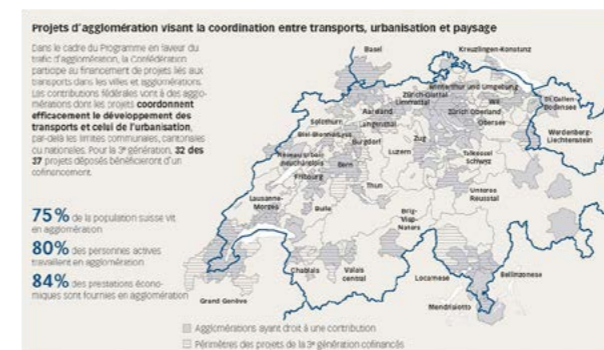 Projets d'agglomération visant la coordination entre transports, urbanisation et paysage
Dans le cadre du Programme en faveur du
trafic d'agglomération, la Confédération
participe au financement de projets liés aux
transports dans les villes et agglomérations.
Les contributions fédérales vont à des agglo-
mérations dont les projets coordonnent
efficacement le développement des
transports et celui de l'urbanisation,
par-delà les limites communales, cantonales
ou nationales. Pour la 3e génération, 32 des
37 projets déposés bénéficieront d'un
cofinancement.
75% de la population suisse vit
en agglomération
80% des personnes actives
travaillent en agglomération
84% des prestations écono-
miques sont fournies en agglomération
Basel
Kreuzlingen-Konstanz
Winterthur und Umgebung
Zürich-Glattal
Limmattal
Wil
St. Gallen-
Bodensee
Aareland
Zürich Oberland
Solothurn
Langenthal
Obersee
Werdenberg-
Liechtenstein
Biel-Bienne/Lyss
Burgdorf
Zug
Talkessel
Schwyz
Réseau urbain
neuchâtelois
Bern
Luzern
Fribourg
Thun
Unteres
Reusstal
Lausanne-
Morges
Bulle
Brig-
Visp-
Naters
Chablais
Valais
central
Locarnese
Bellinzonese
Grand Genève
Mendrisiotto
Agglomérations ayant droit à une contribution
Périmètres des projets de la 3e génération cofinancés